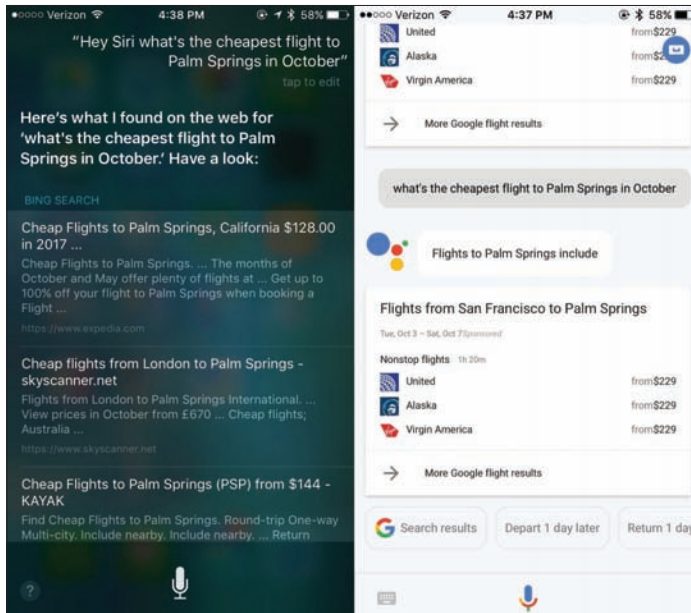 Verizon 4:38 PM 58%
“Hey Siri what's the cheapest flight to
Palm Springs in October”
tap to edit
Here's what I found on the web for
‘what's the cheapest flight to Palm
Springs in October.’ Have a look:
BING SEARCH
Cheap Flights to Palm Springs, California $128.00
in 2017 ...
Cheap Flights to Palm Springs. ... The months of
October and May offer plenty of flights at ... Get up to
100% off your flight to Palm Springs when booking a
Flight ...
https://www.expedia.com
Cheap flights from London to Palm Springs -
skyscanner.net
Flights from London to Palm Springs International. ...
View prices in October from £670 ... Cheap flights;
Australia ...
https://www.skyscanner.net
Cheap Flights to Palm Springs (PSP) from $144 -
KAYAK
Find Cheap Flights to Palm Springs. Round-trip One-way
Multi-city. Include nearby. Include nearby. ... Return
?
Verizon 4:37 PM 58%
United from$229
Alaska
Virgin America from$229
More Google flight results
what's the cheapest flight to Palm Springs in October
Flights to Palm Springs include
Flights from San Francisco to Palm Springs
Tue, Oct 3 – Sat, Oct 7 Sponsored
Nonstop flights 1h 20m
United from$229
Alaska from$229
Virgin America from$229
More Google flight results
G Search results Depart 1 day later Return 1 day